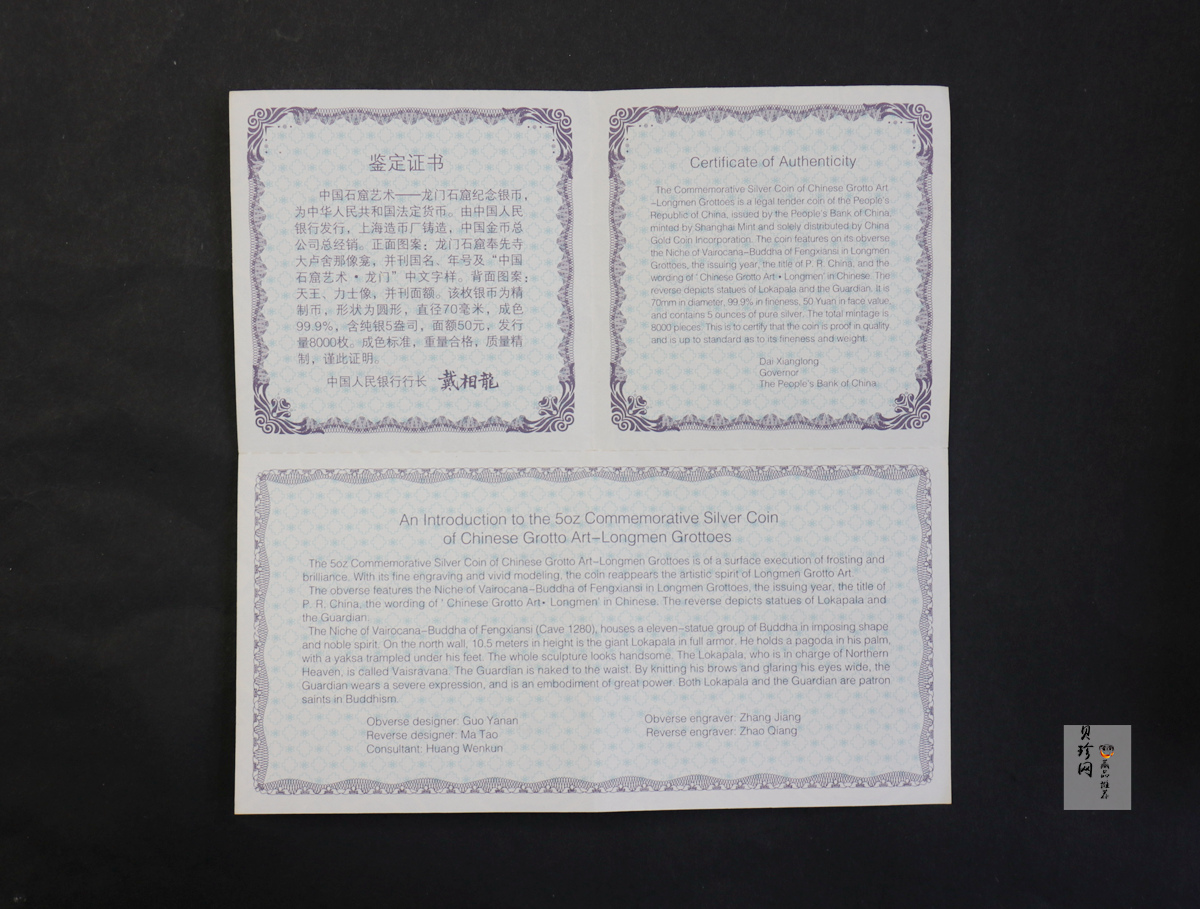 鉴定证书
中国石窟艺术——龙门石窟纪念银币，
为中华人民共和国法定货币。由中国人民
银行发行，上海造币厂铸造，中国金币总
公司总经销。正面图案：龙门石窟奉先寺
大卢舍那像龛，并刊国名、年号及“中国
石窟艺术·龙门”中文字样。背面图案：
天王、力士像，并刊面额。该枚银币为精
制币，形状为圆形，直径70毫米，成色
99.9%，含纯银5盎司，面额50元，发行
量8000枚。成色标准，重量合格，质量精
制，谨此证明。
中国人民银行行长 戴相龍
Certificate of Authenticity
The Commemorative Silver Coin of Chinese Grotto Art
-Longmen Grottoes is a legal tender coin of the People's
Republic of China, issued by the People's Bank of China,
minted by Shanghai Mint and solely distributed by China
Gold Coin Incorporation. The coin features on its obverse
the Niche of Vairocana-Buddha of Fengxiansi in Longmen
Grottoes, the issuing year, the title of P. R. China, and the
wording of ' Chinese Grotto Art • Longmen' in Chinese. The
reverse depicts statues of Lokapala and the Guardian. It is
70mm in diameter, 99.9% in fineness, 50 Yuan in face value,
and contains 5 ounces of pure silver. The total mintage is
8000 pieces. This is to certify that the coin is proof in quality
and is up to standard as to its fineness and weight.
Dai Xianglong
Governor
The People's Bank of China
An Introduction to the 5oz Commemorative Silver Coin
of Chinese Grotto Art-Longmen Grottoes
The 5oz Commemorative Silver Coin of Chinese Grotto Art-Longmen Grottoes is of a surface execution of frosting and
brilliance. With its fine engraving and vivid modeling, the coin reappears the artistic spirit of Longmen Grotto Art.
The obverse features the Niche of Vairocana-Buddha of Fengxiansi in Longmen Grottoes, the issuing year, the title of
P. R. China, the wording of ' Chinese Grotto Art• Longmen' in Chinese. The reverse depicts statues of Lokapala and
the Guardian.
The Niche of Vairocana-Buddha of Fengxiansi (Cave 1280), houses a eleven-statue group of Buddha in imposing shape
and noble spirit. On the north wall, 10.5 meters in height is the giant Lokapala in full armor. He holds a pagoda in his palm,
with a yaksa trampled under his feet. The whole sculpture looks handsome. The Lokapala, who is in charge of Northern
Heaven, is called Vaisravana. The Guardian is naked to the waist. By knitting his brows and glaring his eyes wide, the
Guardian wears a severe expression, and is an embodiment of great power. Both Lokapala and the Guardian are patron
saints in Buddhism.
Obverse designer: Guo Yanan
Reverse designer: Ma Tao
Consultant: Huang Wenkun
Obverse engraver: Zhang Jiang
Reverse engraver: Zhao Qiang
贝珍网
藏品推荐